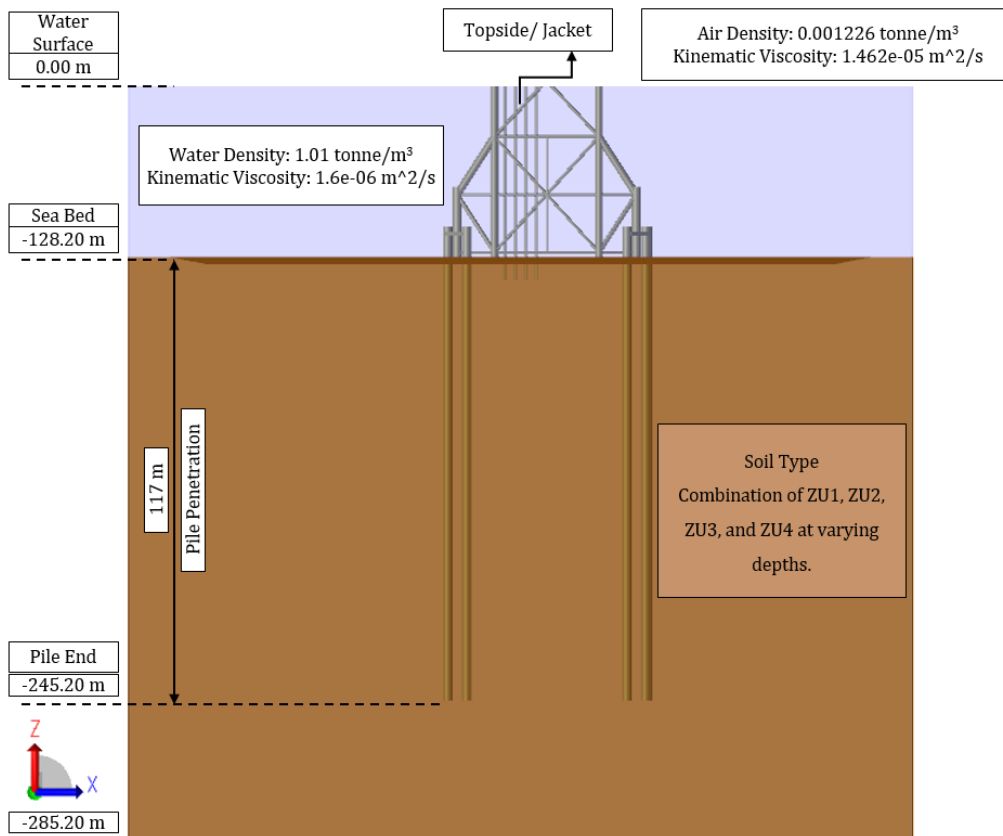 Water
Surface
0.00 m
Topside/ Jacket
Air Density: 0.001226 tonne/m³
Kinematic Viscosity: 1.462e-05 m^2/s
Water Density: 1.01 tonne/m³
Kinematic Viscosity: 1.6e-06 m^2/s
Sea Bed
-128.20 m
117 m
Pile Penetration
Soil Type
Combination of ZU1, ZU2,
ZU3, and ZU4 at varying
depths.
Pile End
-245.20 m
Z
X
-285.20 m